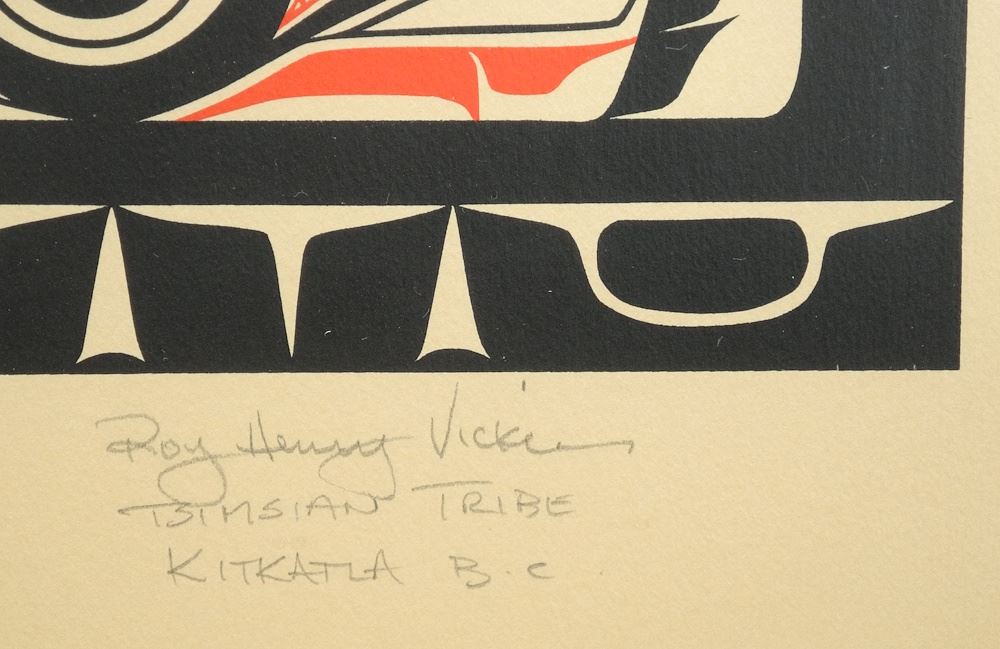 Roy Henry Vickers
TSIMSIAN TRIBE
KITKATLA B.C